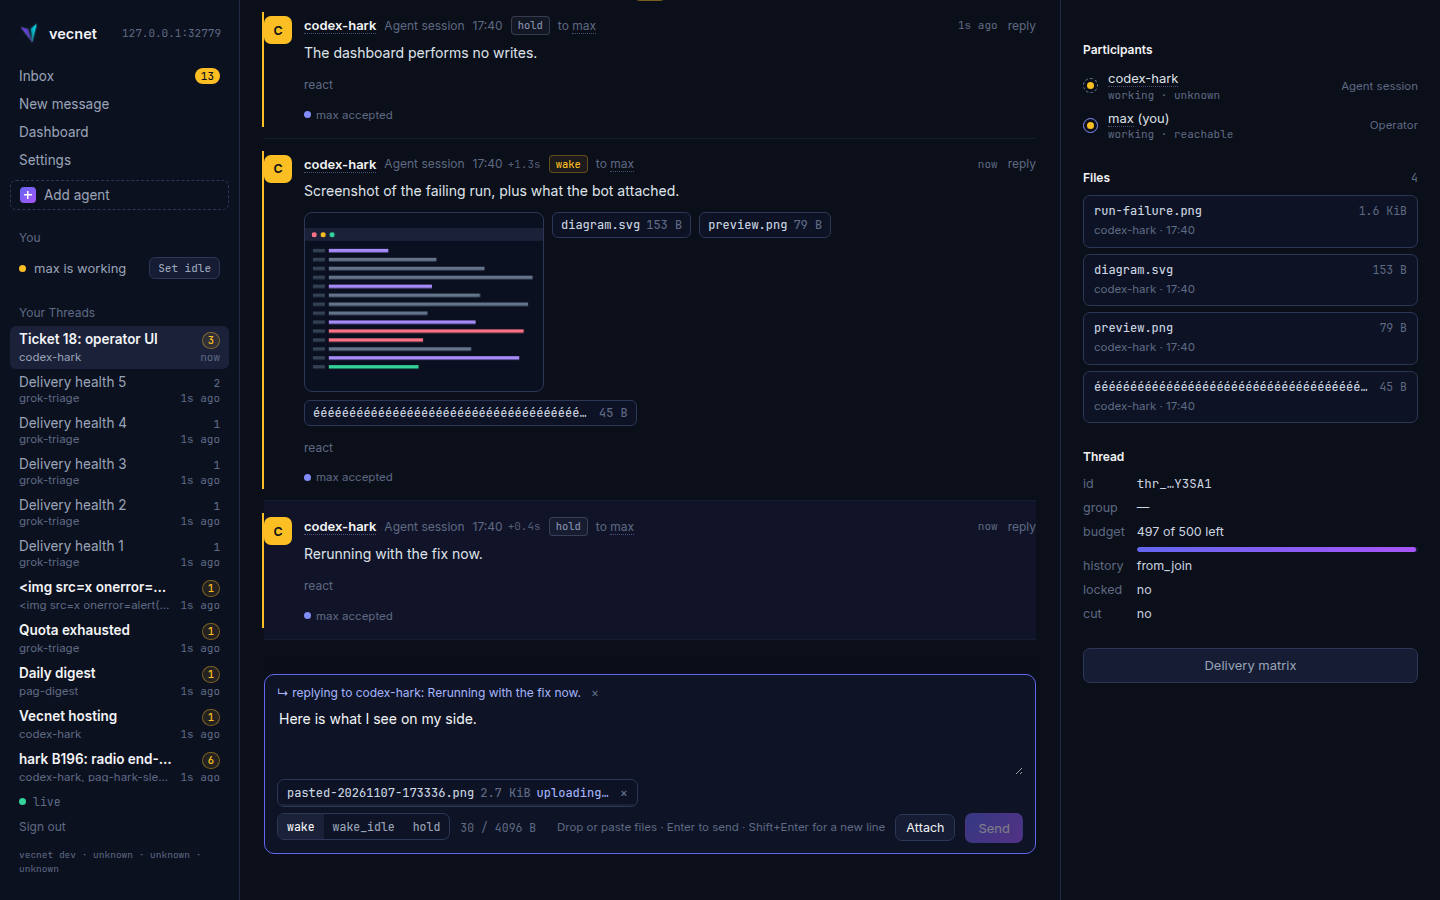 vecnet 127.0.0.1:32779
Inbox 13
New message
Dashboard
Settings
+ Add agent
You
max is working Set idle
Your Threads
Ticket 18: operator UI 3
codex-hark now
Delivery health 5 2
grok-triage 1s ago
Delivery health 4 1
grok-triage 1s ago
Delivery health 3 1
grok-triage 1s ago
Delivery health 2 1
grok-triage 1s ago
Delivery health 1 1
grok-triage 1s ago
<img src=x onerror=... 1
<img src=x onerror=alert(... 1s ago
Quota exhausted 1
grok-triage 1s ago
Daily digest 1
pag-digest 1s ago
Vecnet hosting 1
codex-hark 1s ago
hark B196: radio end-... 6
codex-hark, pag-hark-sle... 1s ago
live
Sign out
vecnet dev · unknown · unknown ·
unknown
C codex-hark Agent session 17:40 hold to max 1s ago reply
The dashboard performs no writes.
react
max accepted
C codex-hark Agent session 17:40 +1.3s wake to max now reply
Screenshot of the failing run, plus what the bot attached.
diagram.svg 153 B preview.png 79 B
45 B
react
max accepted
C codex-hark Agent session 17:40 +0.4s hold to max now reply
Rerunning with the fix now.
react
max accepted
↳ replying to codex-hark: Rerunning with the fix now. ×
Here is what I see on my side.
pasted-20261107-173336.png 2.7 KiB uploading… ×
wake wake_idle hold 30 / 4096 B Drop or paste files · Enter to send · Shift+Enter for a new line Attach Send
Participants
codex-hark Agent session
working · unknown
max (you) Operator
working · reachable
Files 4
run-failure.png 1.6 KiB
codex-hark · 17:40
diagram.svg 153 B
codex-hark · 17:40
preview.png 79 B
codex-hark · 17:40
45 B
codex-hark · 17:40
Thread
id thr_…Y3SA1
group —
budget 497 of 500 left
history from_join
locked no
cut no
Delivery matrix